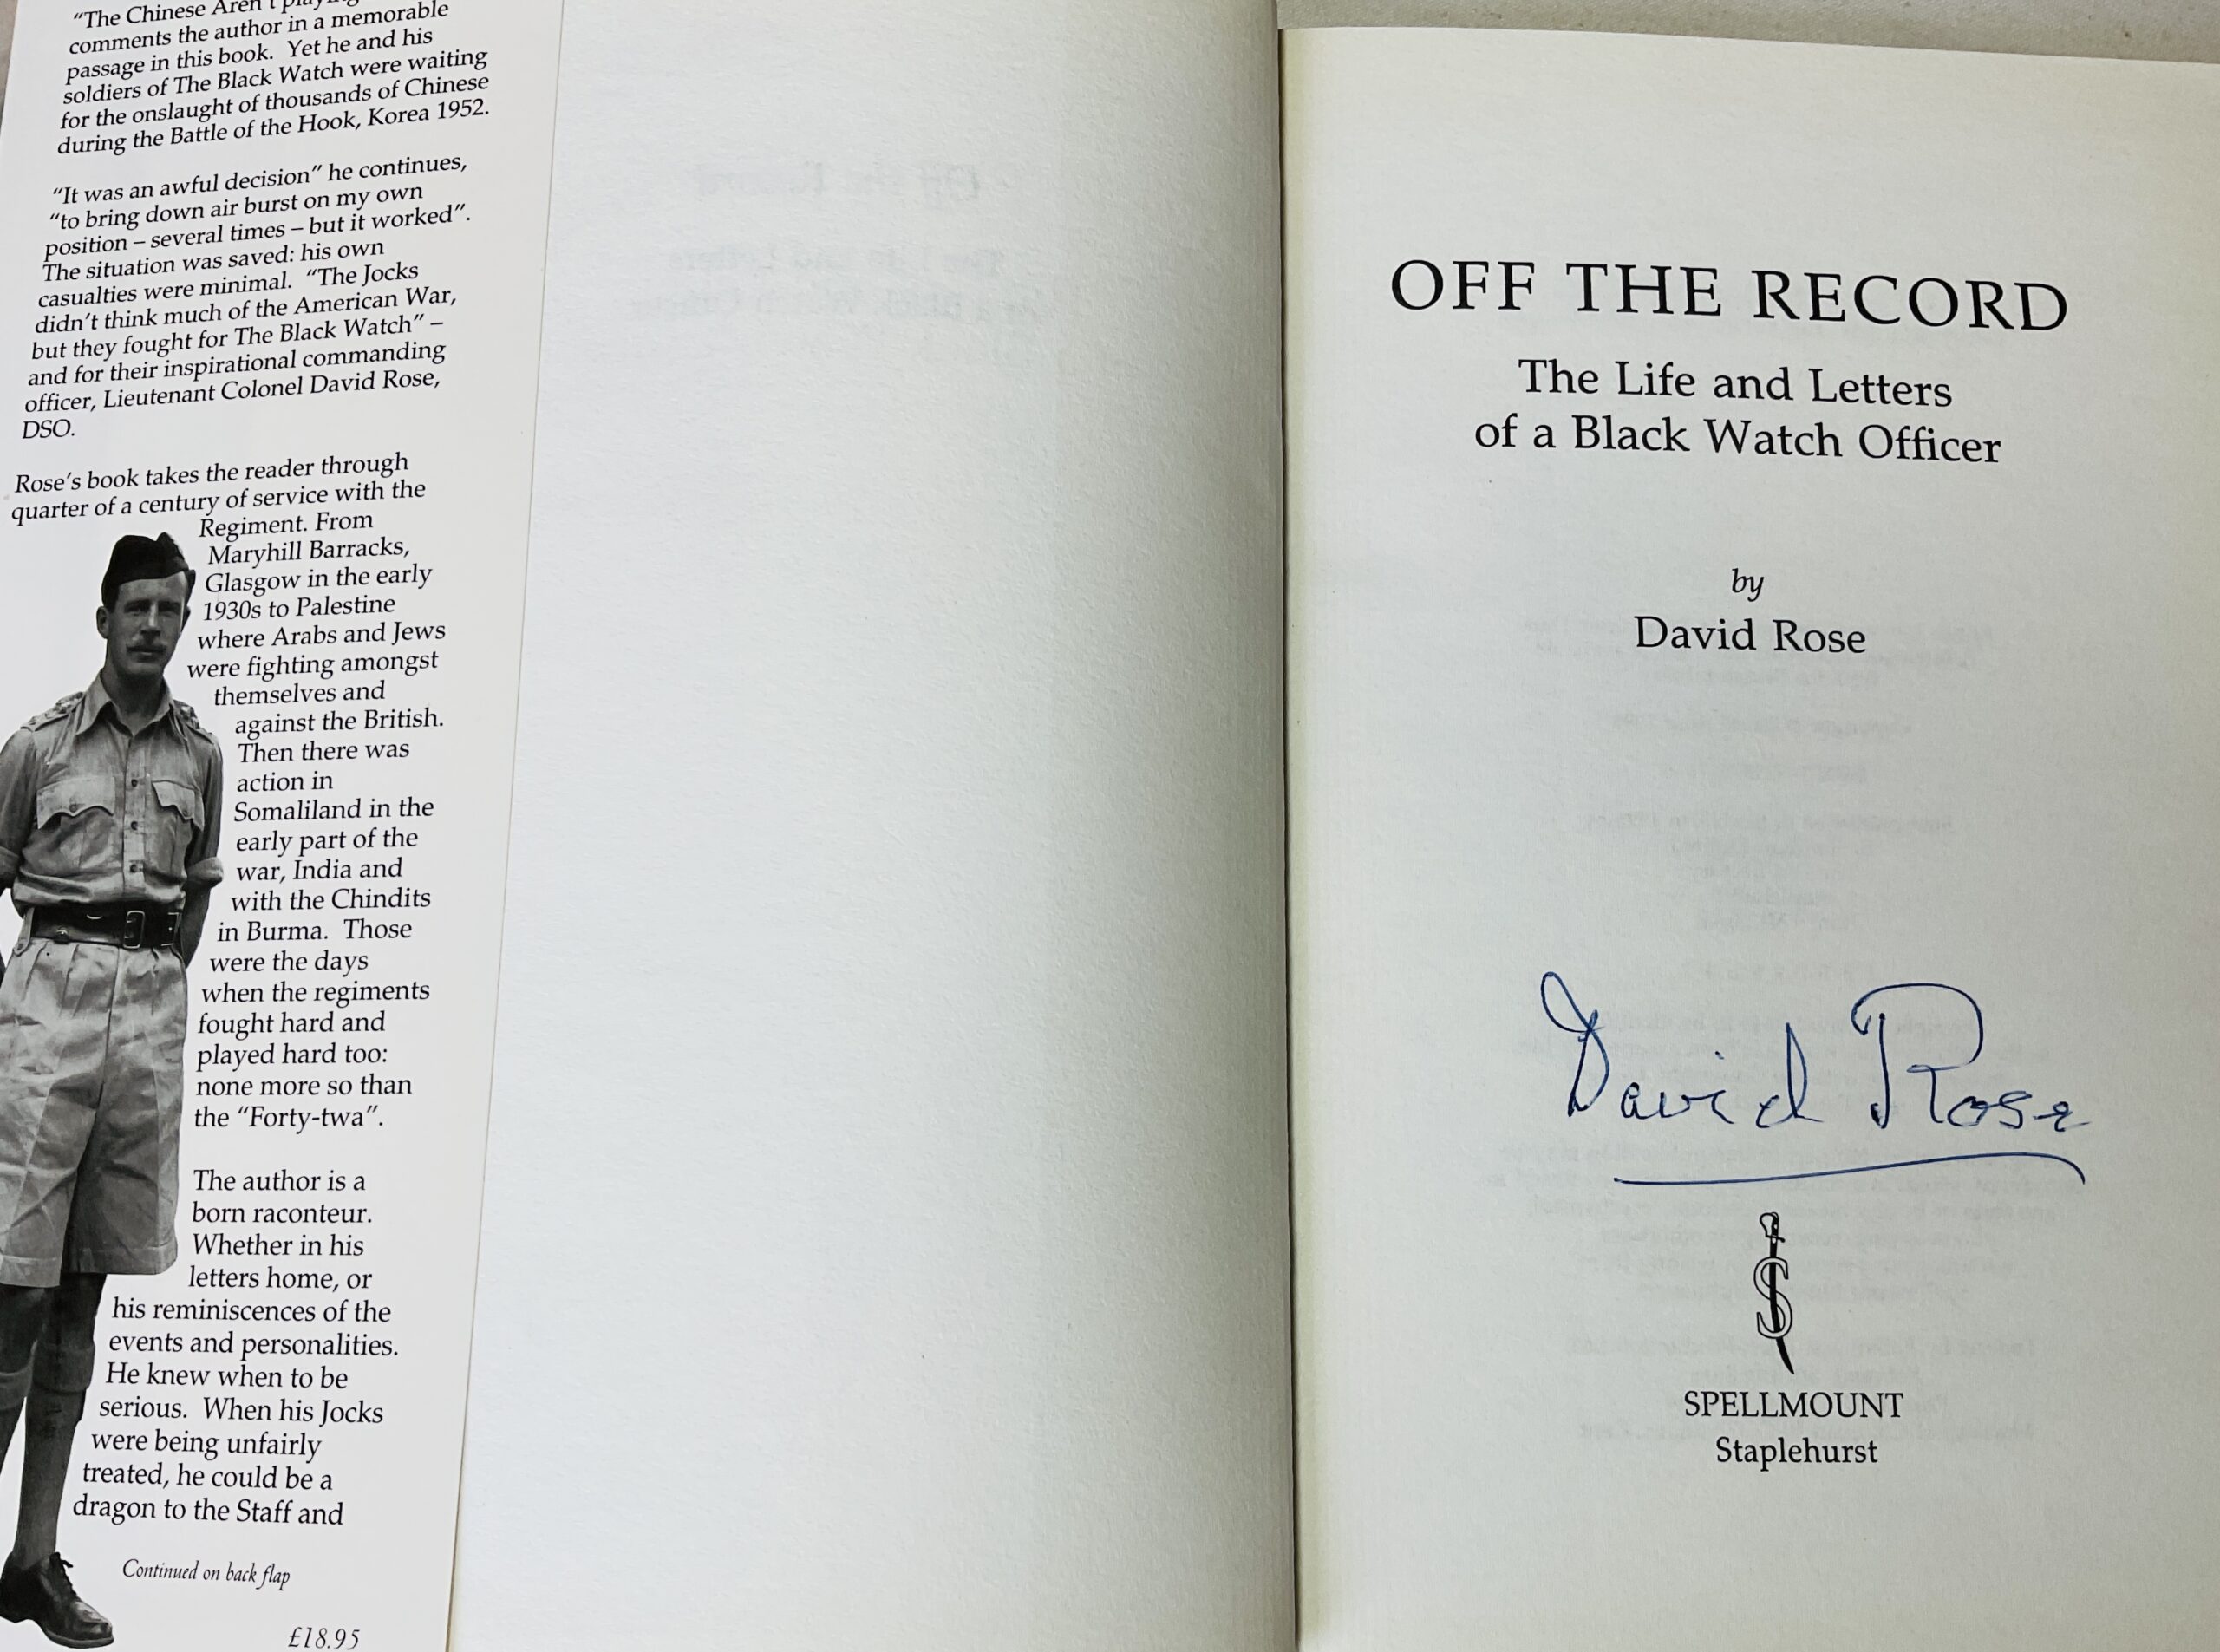 “The Chinese Aren't
comments the author in a memorable
passage in this book. Yet he and his
soldiers of The Black Watch were waiting
for the onslaught of thousands of Chinese
during the Battle of the Hook, Korea 1952.
“It was an awful decision” he continues,
“to bring down air burst on my own
position – several times – but it worked”.
The situation was saved: his own
casualties were minimal. “The Jocks
didn't think much of the American War,
but they fought for The Black Watch” –
and for their inspirational commanding
officer, Lieutenant Colonel David Rose,
DSO.
Rose's book takes the reader through
quarter of a century of service with the
Regiment. From
Maryhill Barracks,
Glasgow in the early
1930s to Palestine
where Arabs and Jews
were fighting amongst
themselves and
against the British.
Then there was
action in
Somaliland in the
early part of the
war, India and
with the Chindits
in Burma. Those
were the days
when the regiments
fought hard and
played hard too:
none more so than
the “Forty-twa”.
The author is a
born raconteur.
Whether in his
letters home, or
his reminiscences of the
events and personalities.
He knew when to be
serious. When his Jocks
were being unfairly
treated, he could be a
dragon to the Staff and
Continued on back flap
£18.95
OFF THE RECORD
The Life and Letters
of a Black Watch Officer
by
David Rose
David Rose
S
SPELLMOUNT
Staplehurst